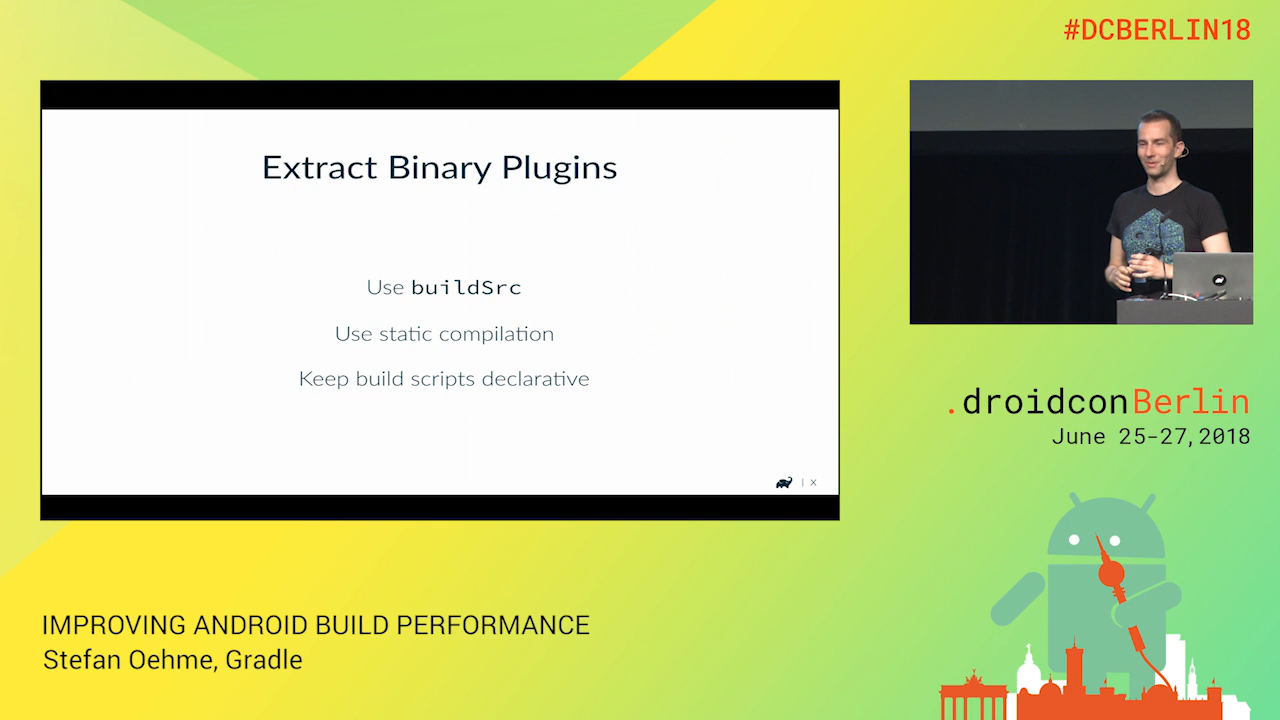 #DCBERLIN18
Extract Binary Plugins
Use buildSrc
Use static compilation
Keep build scripts declarative
| X
.droidconBerlin
June 25-27,2018
IMPROVING ANDROID BUILD PERFORMANCE
Stefan Oehme, Gradle